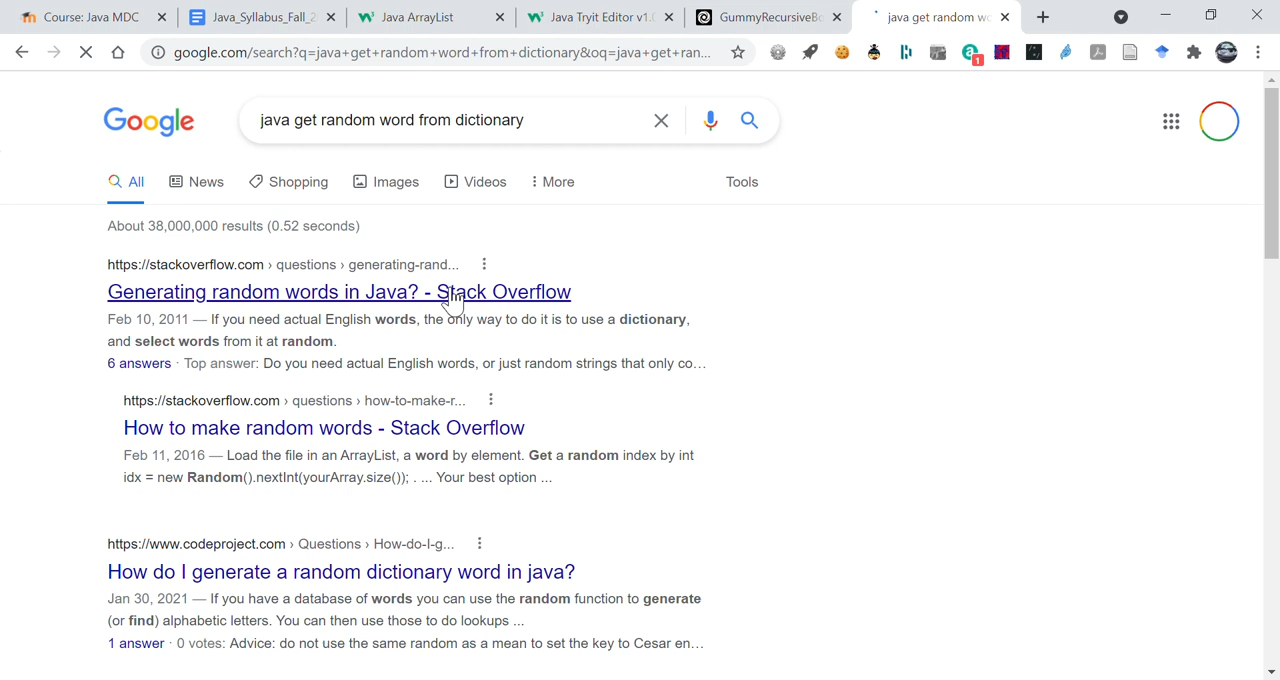 Course: Java MDC
Java_Syllabus_Fall_2
Java ArrayList
Java Tryit Editor v1.
GummyRecursiveB
java get random wo
google.com/search?q=java+get+random+word+from+dictionary&oq=java+get+ran...
1
Google
java get random word from dictionary
All
News
Shopping
Images
Videos
More
Tools
About 38,000,000 results (0.52 seconds)
https://stackoverflow.com › questions › generating-rand...
Generating random words in Java? - Stack Overflow
Feb 10, 2011 — If you need actual English words, the only way to do it is to use a dictionary,
and select words from it at random.
6 answers · Top answer: Do you need actual English words, or just random strings that only co...
https://stackoverflow.com › questions › how-to-make-r...
How to make random words - Stack Overflow
Feb 11, 2016 — Load the file in an ArrayList, a word by element. Get a random index by int
idx = new Random().nextInt(yourArray.size()); . ... Your best option ...
https://www.codeproject.com › Questions › How-do-I-g...
How do I generate a random dictionary word in java?
Jan 30, 2021 — If you have a database of words you can use the random function to generate
(or find) alphabetic letters. You can then use those to do lookups ...
1 answer · 0 votes: Advice: do not use the same random as a mean to set the key to Cesar en...